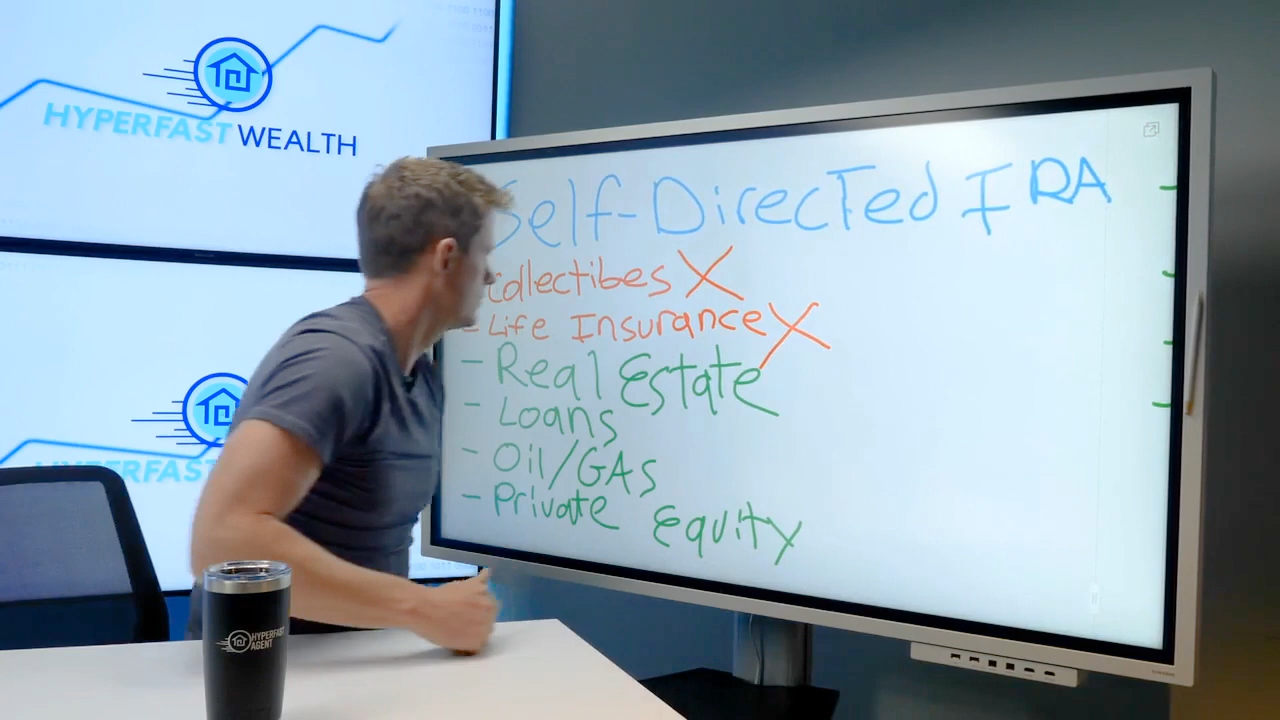 HYPERFAST WEALTH
Self-Directed IRA
Collectibes X
- Life Insurance X
- Real Estate
- Loans
- Oil/GAS
- Private Equity
HYPERFAST
AGENT